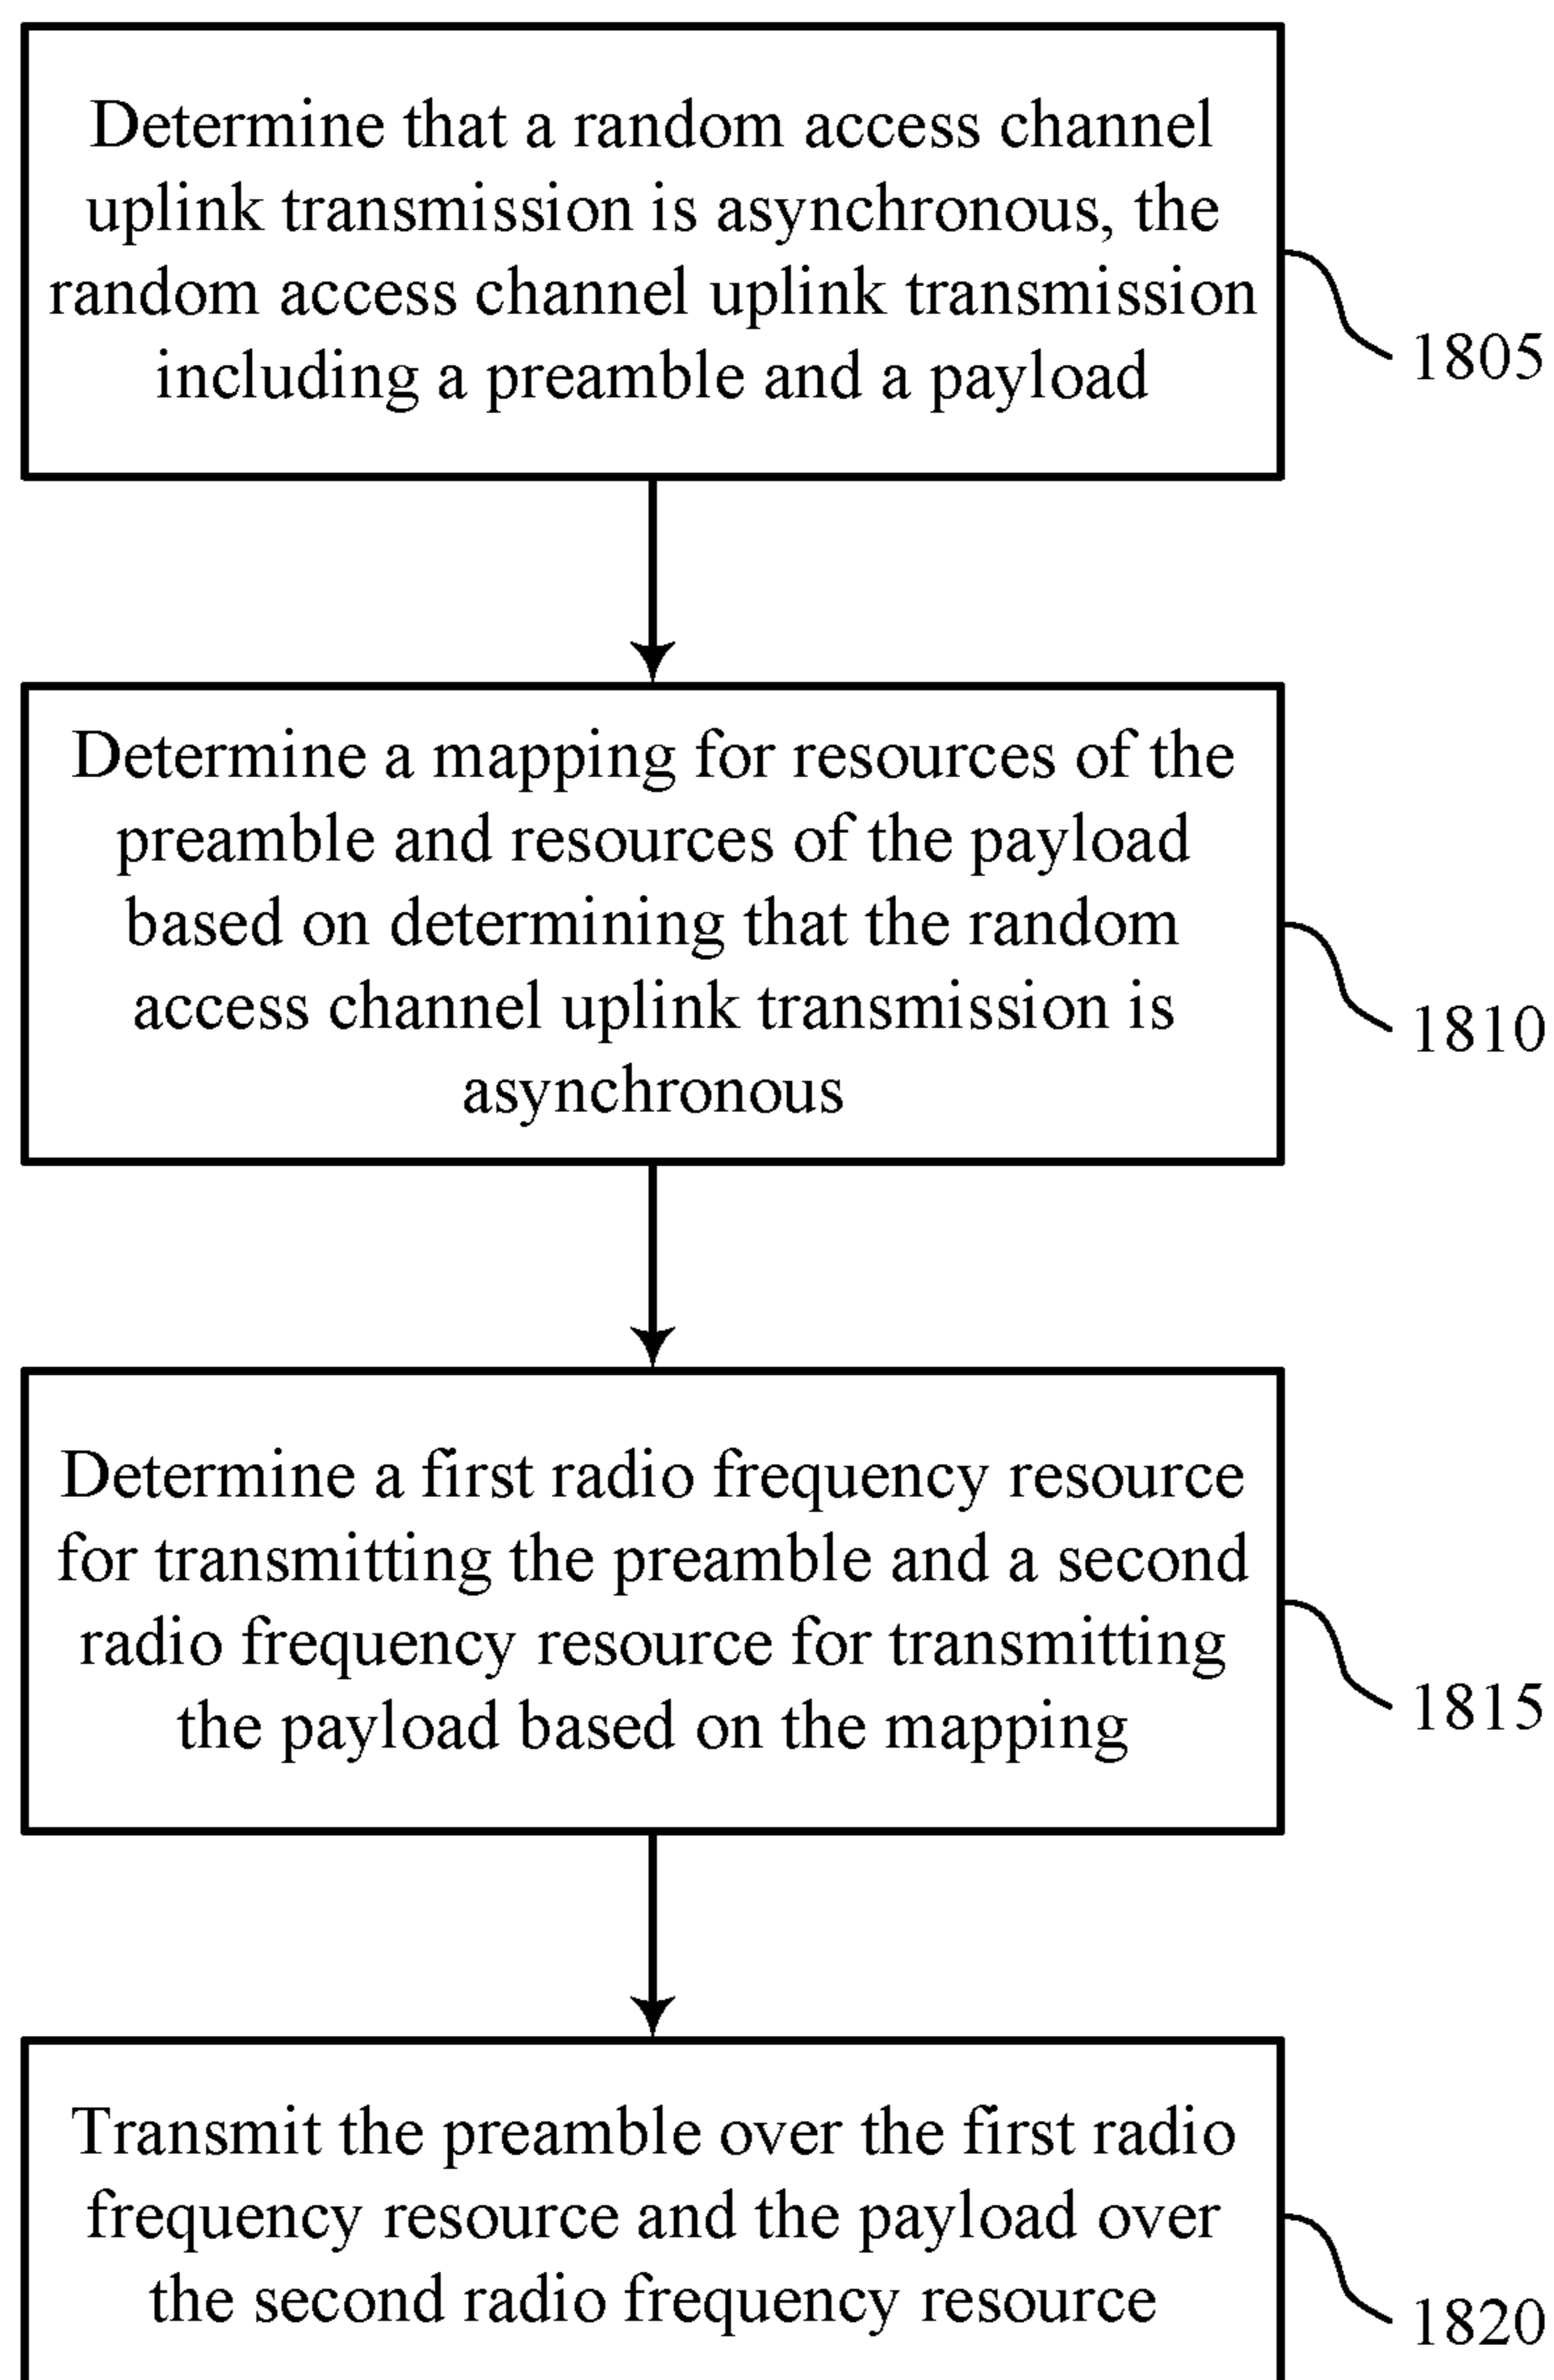 Determine that a random access channel
uplink transmission is asynchronous, the
random access channel uplink transmission
including a preamble and a payload
1805
Determine a mapping for resources of the
preamble and resources of the payload
based on determining that the random
access channel uplink transmission is
asynchronous
1810
Determine a first radio frequency resource
for transmitting the preamble and a second
radio frequency resource for transmitting
the payload based on the mapping
1815
Transmit the preamble over the first radio
frequency resource and the payload over
the second radio frequency resource
1820